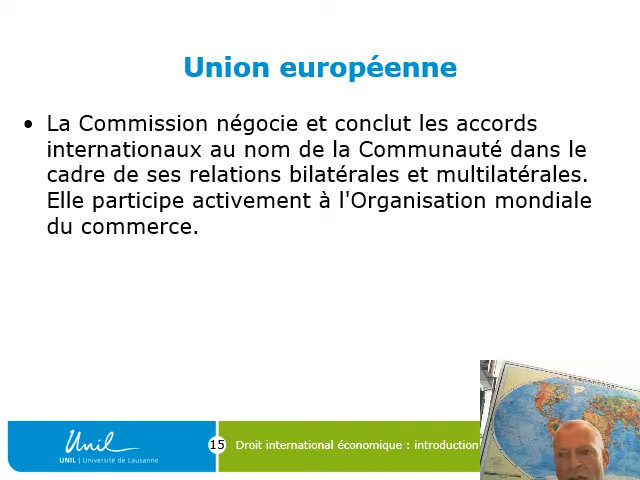 Union européenne
• La Commission négocie et conclut les accords
internationaux au nom de la Communauté dans le
cadre de ses relations bilatérales et multilatérales.
Elle participe activement à l'Organisation mondiale
du commerce.
Unil
UNIL | Université de Lausanne
15
Droit international économique : introduction